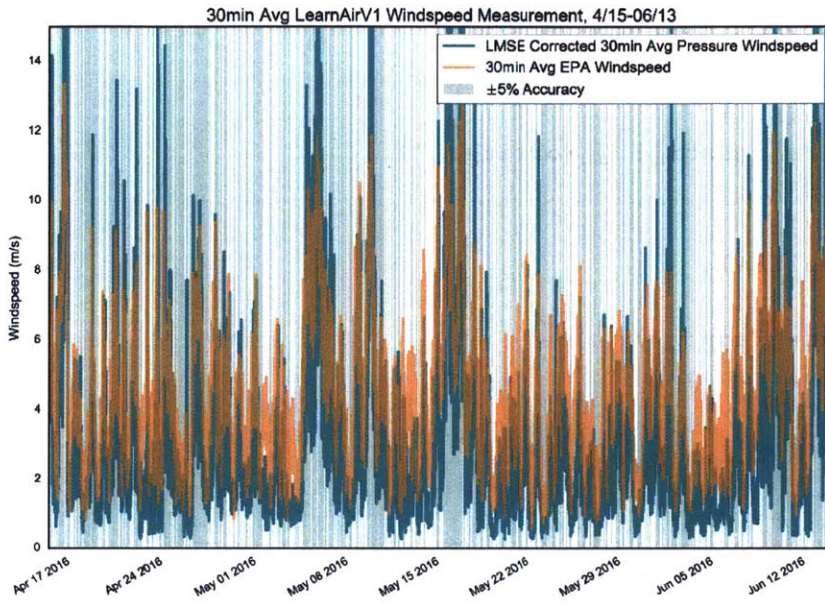 30min Avg LearnAirV1 Windspeed Measurement, 4/15-06/13
LMSE Corrected 30min Avg Pressure Windspeed
30min Avg EPA Windspeed
±5% Accuracy
Windspeed (m/s)
14
12
10
8
6
4
2
0
Apr 17 2016
Apr 24 2016
May 01 2016
May 08 2016
May 15 2016
May 22 2016
May 29 2016
Jun 05 2016
Jun 12 2016